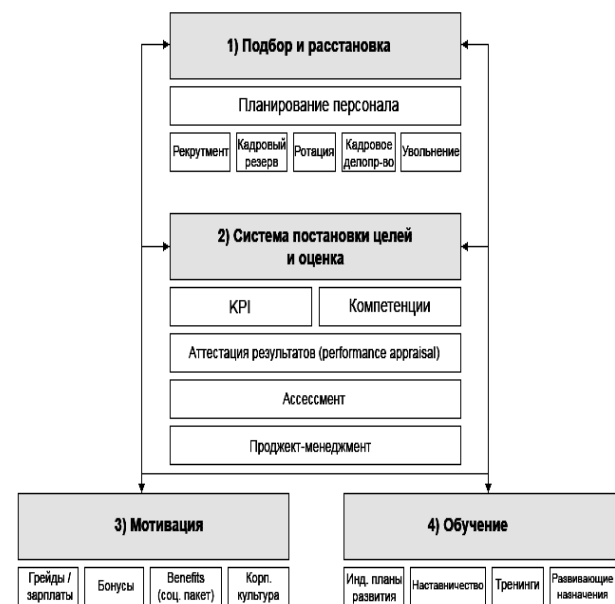 1) Подбор и расстановка
Планирование персонала
Рекрутмент
Кадровый
резерв
Ротация
Кадровое
делопр-во
Увольнение
2) Система постановки целей
и оценка
KPI
Компетенции
Аттестация результатов (performance appraisal)
Ассессмент
Проджект-менеджмент
3) Мотивация
Грейды /
зарплаты
Бонусы
Benefits
(соц. пакет)
Корп.
культура
4) Обучение
Инд. планы
развития
Наставничество
Тренинги
Развивающие
назначения